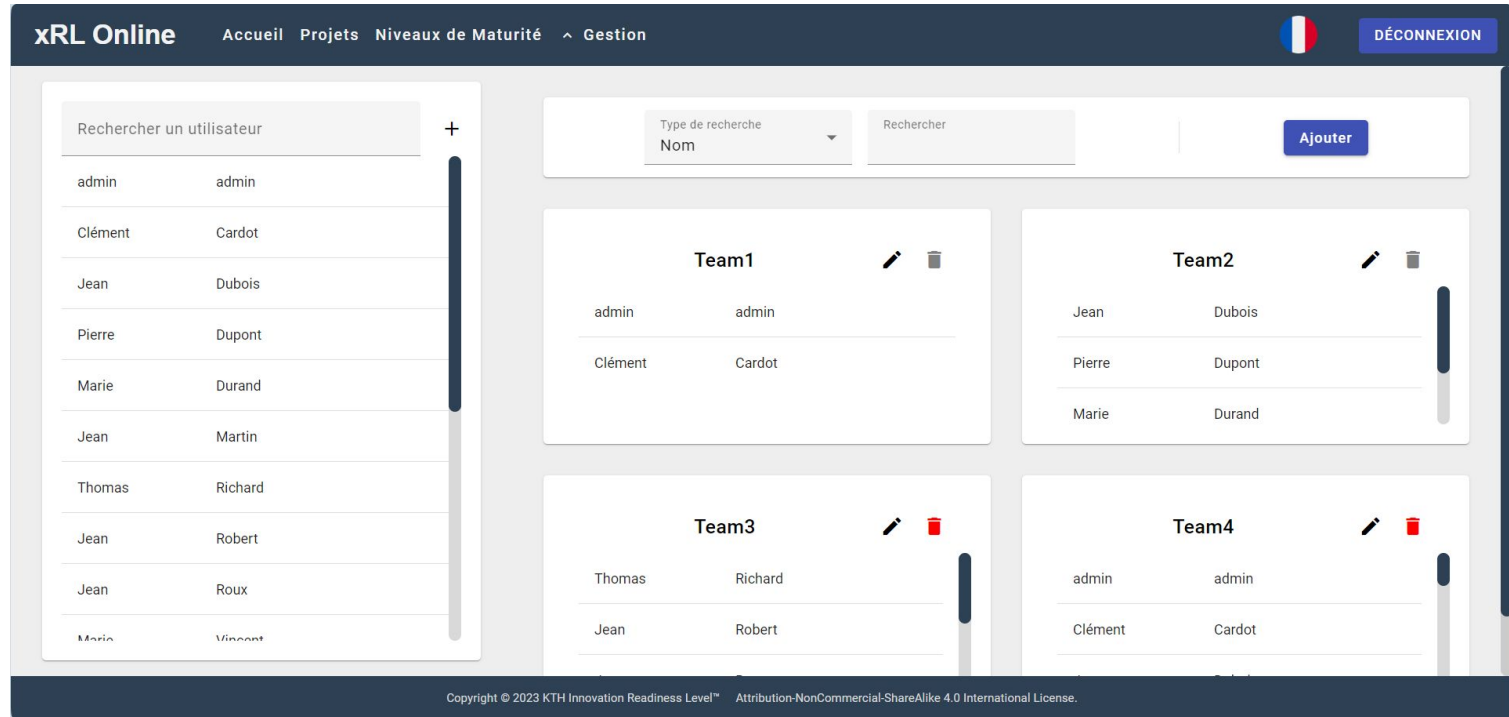 xRL Online Accueil Projets Niveaux de Maturité Gestion DÉCONNEXION
Rechercher un utilisateur +
admin admin
Clément Cardot
Jean Dubois
Pierre Dupont
Marie Durand
Jean Martin
Thomas Richard
Jean Robert
Jean Roux
Marie Vincent
Type de recherche
Nom
Rechercher
Ajouter
Team1
admin admin
Clément Cardot
Team2
Jean Dubois
Pierre Dupont
Marie Durand
Team3
Thomas Richard
Jean Robert
Team4
admin admin
Clément Cardot
Copyright © 2023 KTH Innovation Readiness Level™ Attribution-NonCommercial-ShareAlike 4.0 International License.